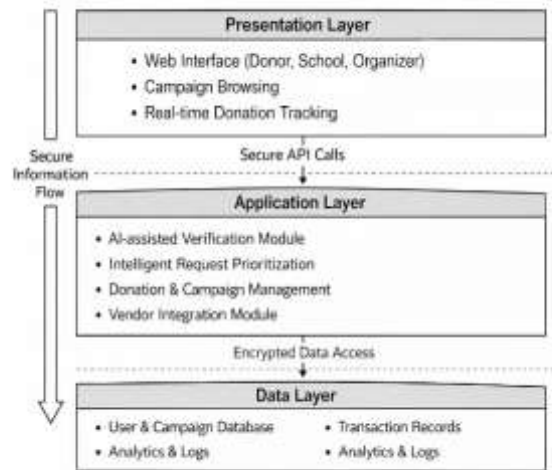 Presentation Layer
• Web Interface (Donor, School, Organizer)
• Campaign Browsing
• Real-time Donation Tracking
Secure
Information
Flow
Secure API Calls
Application Layer
• AI-assisted Verification Module
• Intelligent Request Prioritization
• Donation & Campaign Management
• Vendor Integration Module
Encrypted Data Access
Data Layer
• User & Campaign Database
• Transaction Records
• Analytics & Logs
• Analytics & Logs